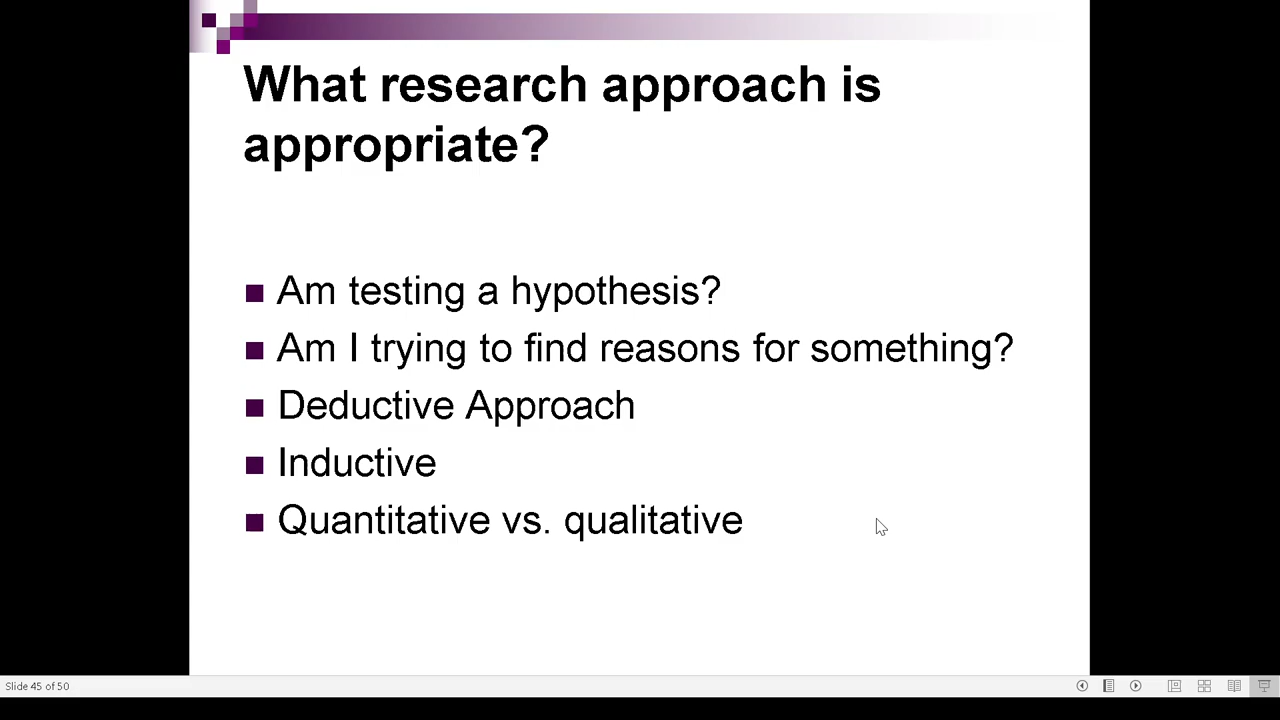 What research approach is
appropriate?
Am testing a hypothesis?
Am I trying to find reasons for something?
Deductive Approach
Inductive
Quantitative vs. qualitative
Slide 45 of 50